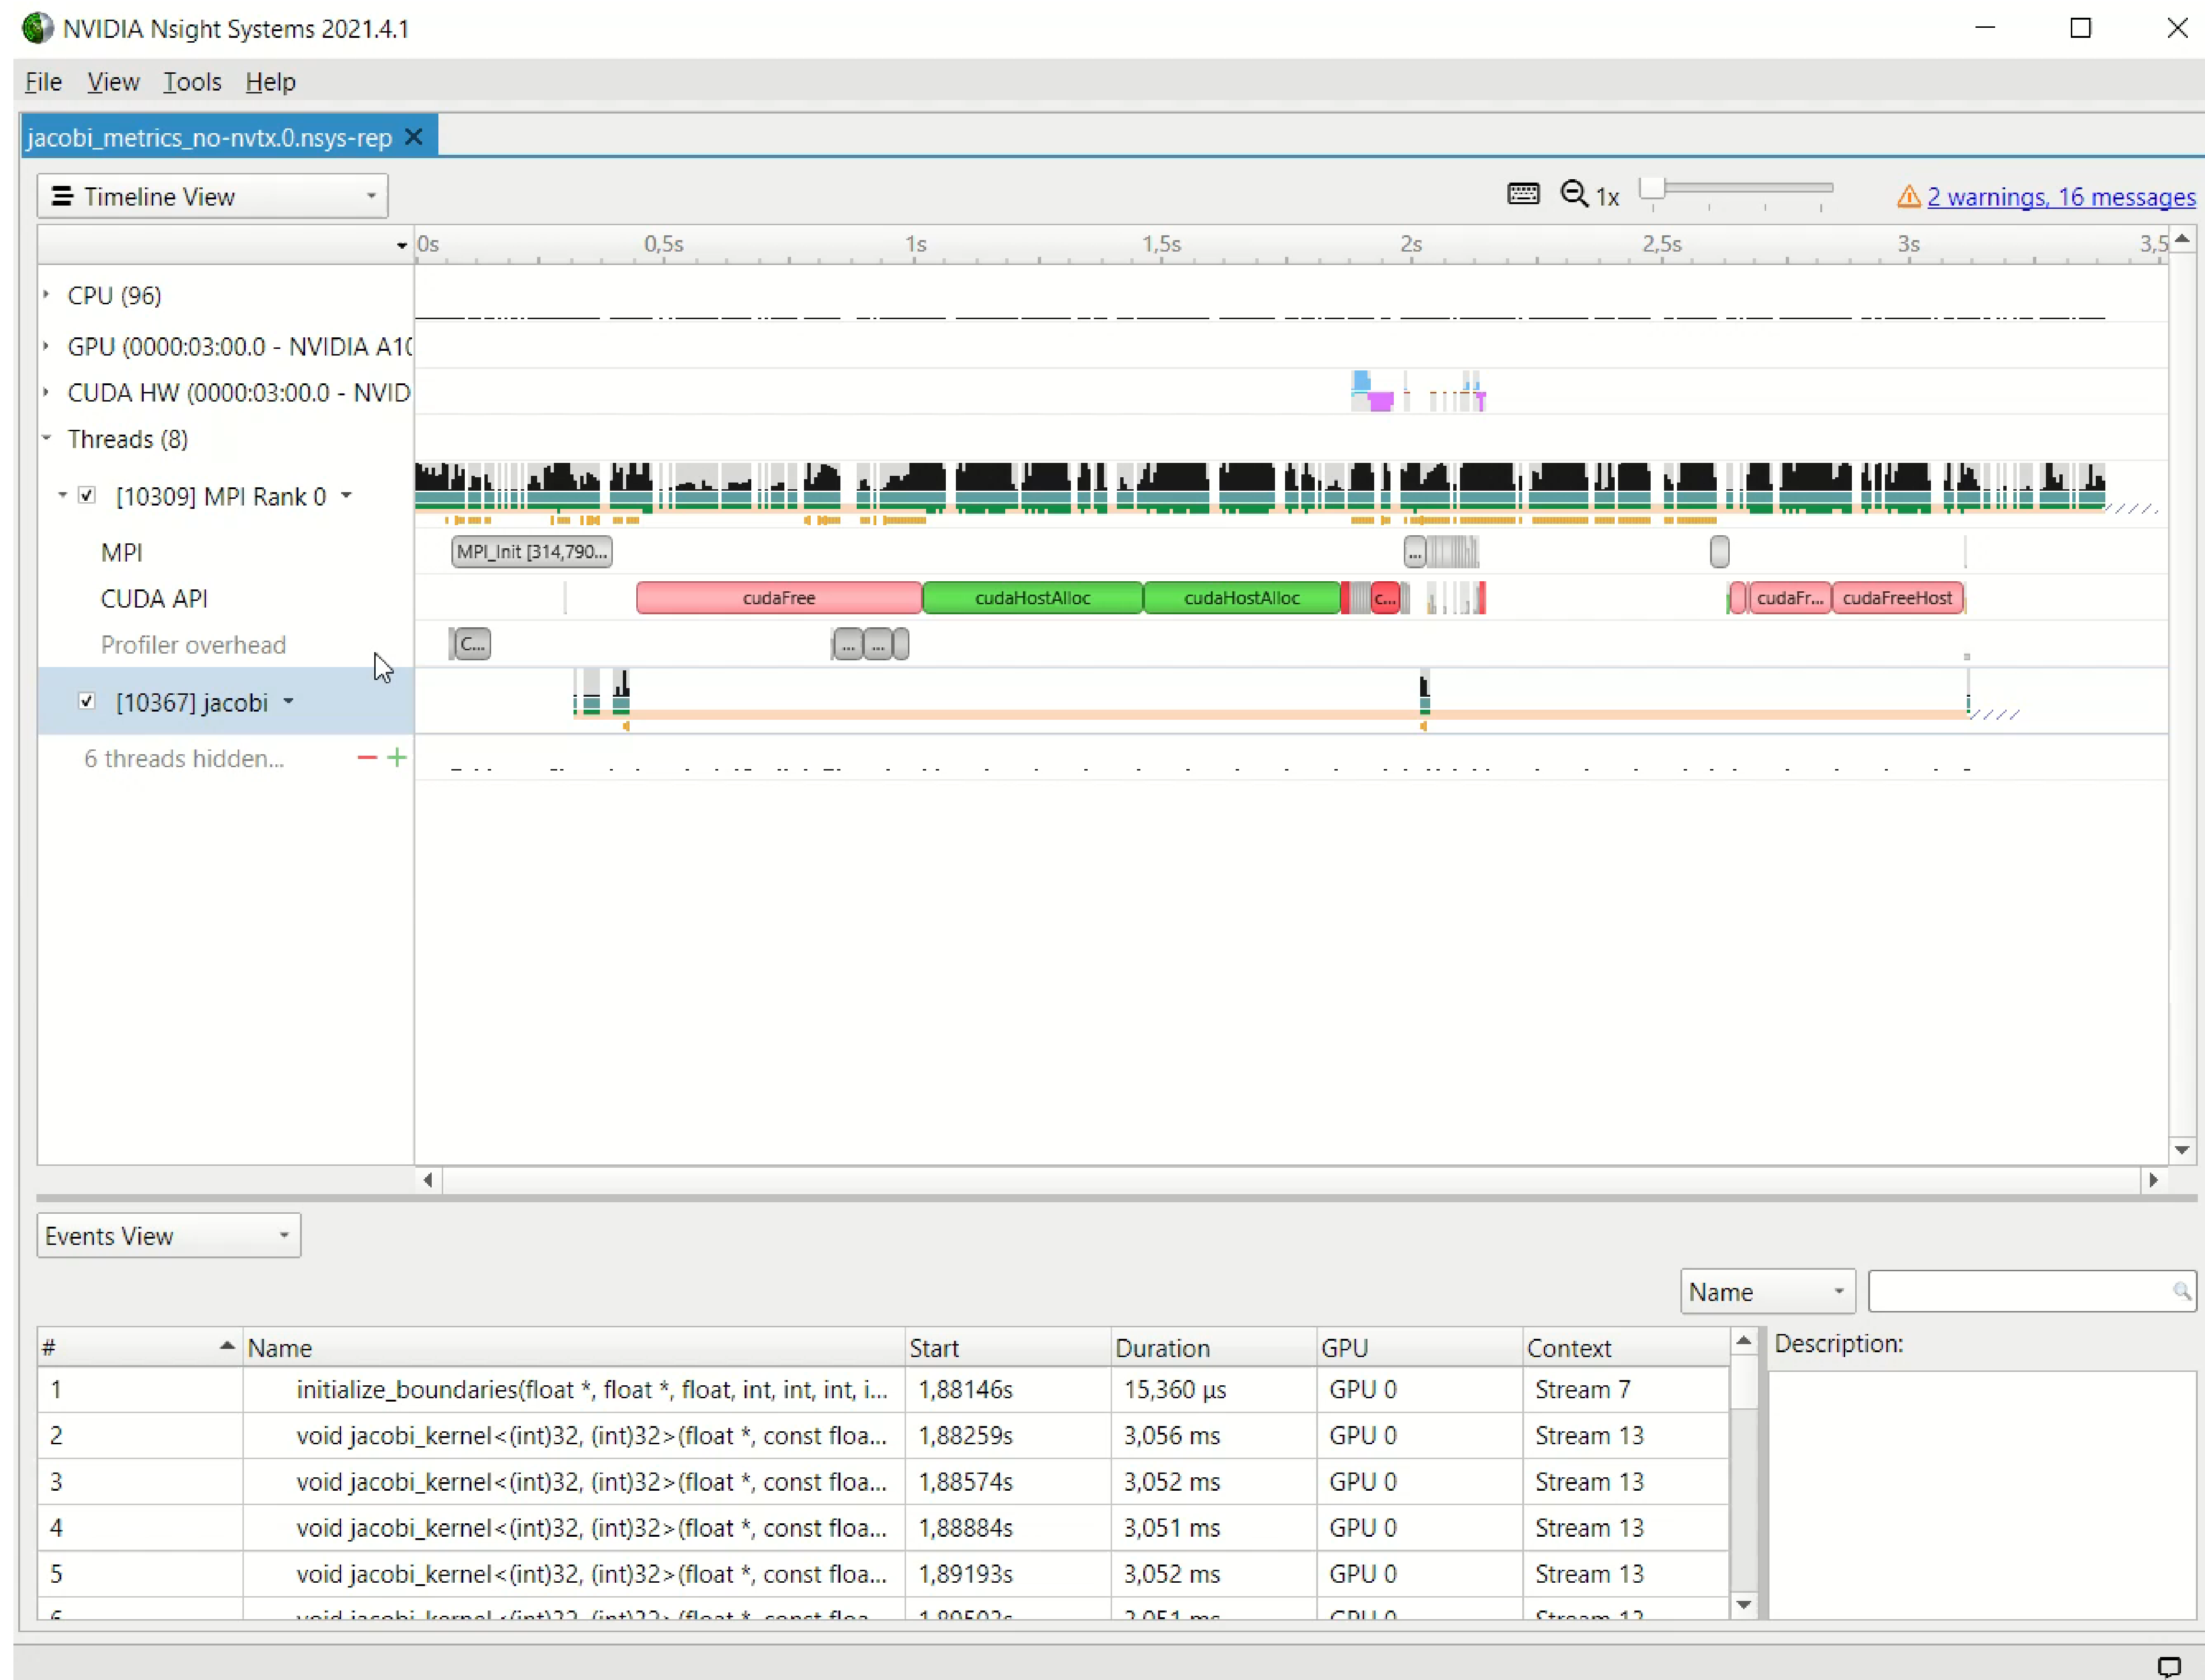 NVIDIA Nsight Systems 2021.4.1
File View Tools Help
jacobi_metrics_no-nvtx.0.nsys-rep
Timeline View
1x
2 warnings, 16 messages
0s 0,5s 1s 1,5s 2s 2,5s 3s 3,5
CPU (96)
GPU (0000:03:00.0 - NVIDIA A10
CUDA HW (0000:03:00.0 - NVID
Threads (8)
[10309] MPI Rank 0
MPI
MPI_Init [314,790...
...
CUDA API
cudaFree cudaHostAlloc cudaHostAlloc c... cudaFr... cudaFreeHost
Profiler overhead
C... ... ...
[10367] jacobi
6 threads hidden... − +
Events View
Name
# Name Start Duration GPU Context
Description:
1 initialize_boundaries(float *, float *, float, int, int, int, i... 1,88146s 15,360 µs GPU 0 Stream 7
2 void jacobi_kernel<(int)32, (int)32>(float *, const floa... 1,88259s 3,056 ms GPU 0 Stream 13
3 void jacobi_kernel<(int)32, (int)32>(float *, const floa... 1,88574s 3,052 ms GPU 0 Stream 13
4 void jacobi_kernel<(int)32, (int)32>(float *, const floa... 1,88884s 3,051 ms GPU 0 Stream 13
5 void jacobi_kernel<(int)32, (int)32>(float *, const floa... 1,89193s 3,052 ms GPU 0 Stream 13